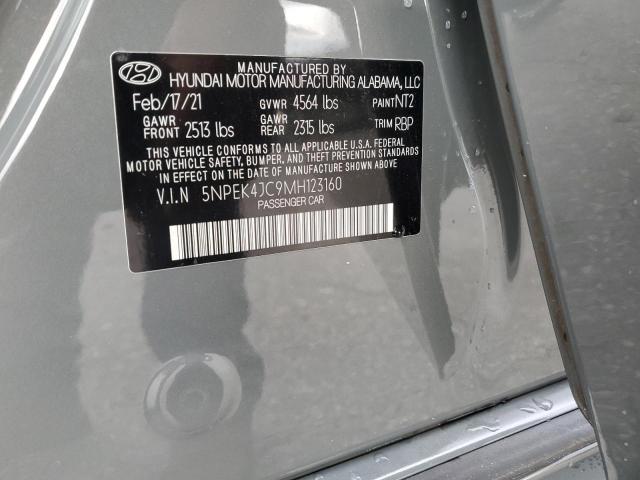 MANUFACTURED BY
HYUNDAI MOTOR MANUFACTURING ALABAMA, LLC
Feb/17/21 GVWR 4564 lbs PAINT NT2
GAWR FRONT 2513 lbs GAWR REAR 2315 lbs TRIM RBP
THIS VEHICLE CONFORMS TO ALL APPLICABLE U.S.A. FEDERAL
MOTOR VEHICLE SAFETY, BUMPER, AND THEFT PREVENTION STANDARDS
IN EFFECT ON THE DATE OF MANUFACTURE SHOWN ABOVE
V.I.N 5NPEK4JC9MH123160
PASSENGER CAR